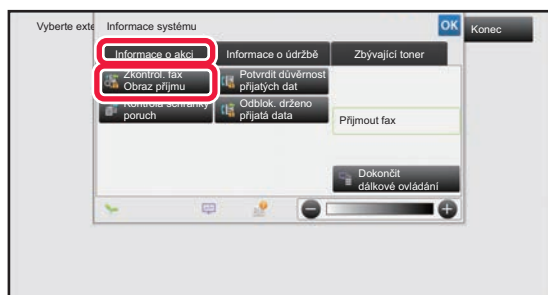 Vyberte exte
Informace systému
OK
Konec
Informace o akci
Informace o údržbě
Zbývající toner
Zkontrol. fax
Obraz příjmu
Potvrdit důvěrnost
přijatých dat
Kontrola schránky
poruch
Odblok. drženo
přijatá data
Přijmout fax
Dokončit
dálkové ovládání